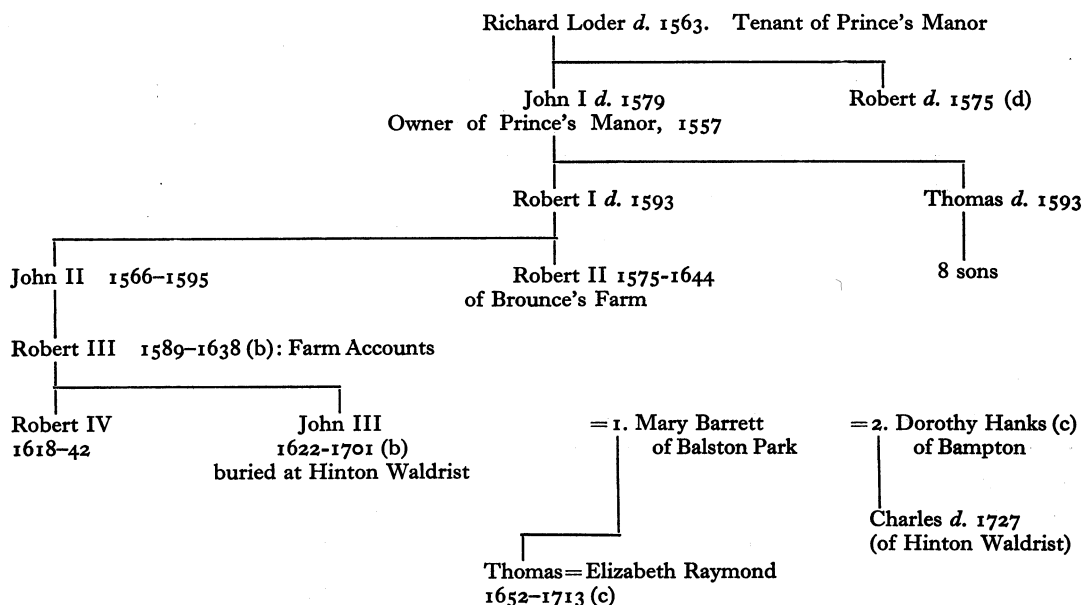 Richard Loder d. 1563. Tenant of Prince's Manor
John I d. 1579
Owner of Prince's Manor, 1557
Robert d. 1575 (d)
Robert I d. 1593
Thomas d. 1593
John II 1566–1595
Robert II 1575-1644
of Brounce's Farm
8 sons
Robert III 1589–1638 (b): Farm Accounts
Robert IV
1618–42
John III
1622-1701 (b)
buried at Hinton Waldrist
=1. Mary Barrett
of Balston Park
=2. Dorothy Hanks (c)
of Bampton
Charles d. 1727
(of Hinton Waldrist)
Thomas=Elizabeth Raymond
1652–1713 (c)